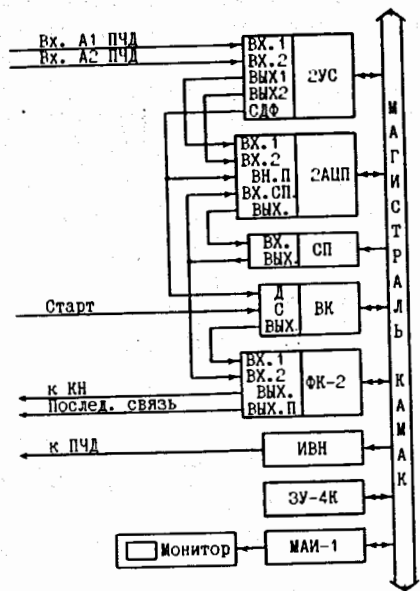 Вх. А1 ПЧД
Вх. А2 ПЧД
ВХ.1
ВХ.2
ВЫХ1
ВЫХ2
СДФ
2УС
ВХ.1
ВХ.2
ВН.П
ВХ.СП.
ВЫХ.
2АЦП
ВХ.
ВЫХ.
СП
Старт
Д
С
ВЫХ.
ВК
ВХ.1
ВХ.2
ВЫХ.
ВЫХ.П
ФК-2
к КН
Послед. связь
к ПЧД
ИВН
ЗУ-4К
Монитор
МАИ-1
МАГИСТРАЛЬ КАМАК